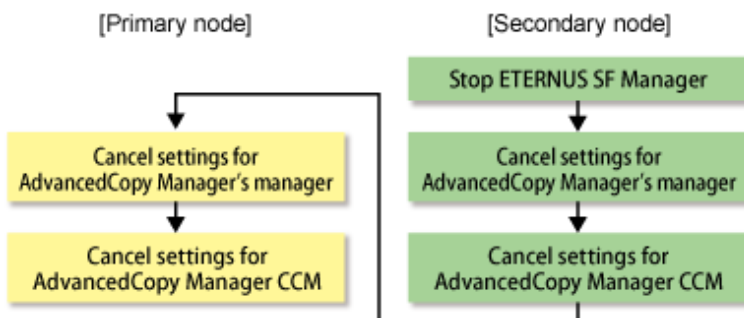 [Primary node]
[Secondary node]
Stop ETERNUS SF Manager
Cancel settings for
AdvancedCopy Manager's manager
Cancel settings for
AdvancedCopy Manager's manager
Cancel settings for
AdvancedCopy Manager CCM
Cancel settings for
AdvancedCopy Manager CCM